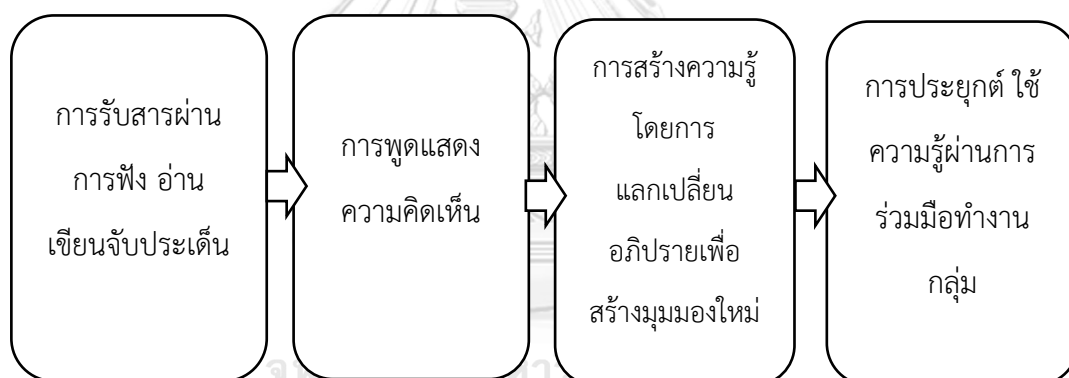 การรับสารผ่าน
การฟัง อ่าน
เขียนจับประเด็น
การพูดแสดง
ความคิดเห็น
การสร้างความรู้
โดยการ
แลกเปลี่ยน
อภิปรายเพื่อ
สร้างมุมมองใหม่
การประยุกต์ ใช้
ความรู้ผ่านการ
ร่วมมือทำงาน
กลุ่ม